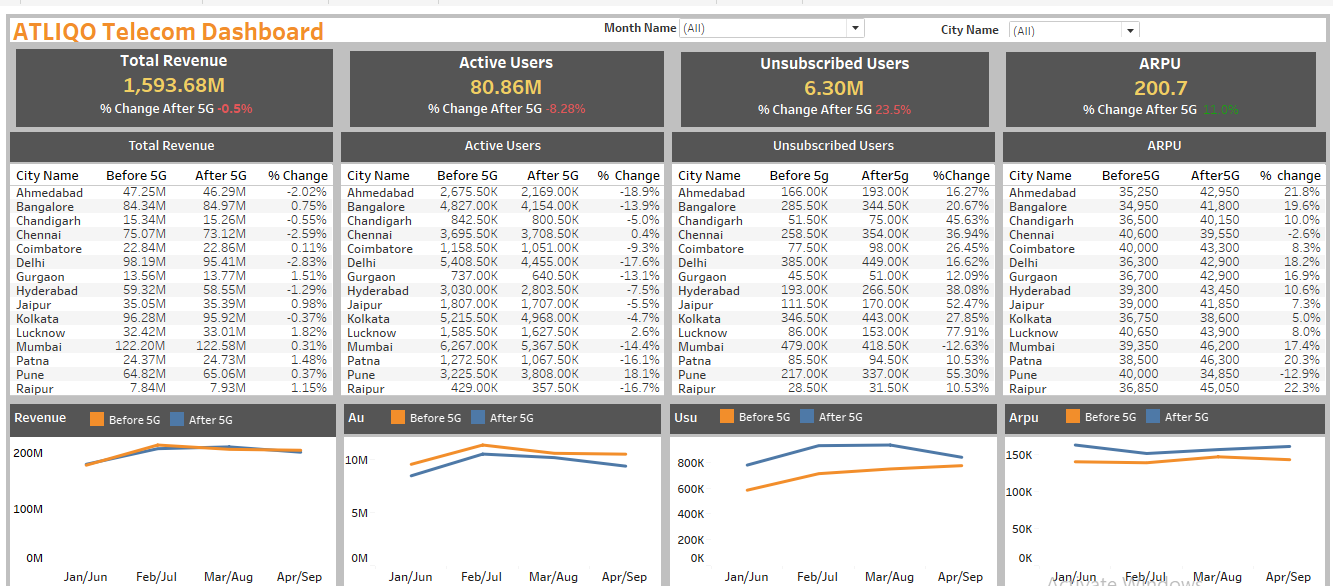 ATLIQO Telecom Dashboard Month Name (All) City Name (All)
Total Revenue Active Users Unsubscribed Users ARPU
1,593.68M 80.86M 6.30M 200.7
% Change After 5G -0.5% % Change After 5G -8.28% % Change After 5G 23.5% % Change After 5G 11.0%
Total Revenue Active Users Unsubscribed Users ARPU
City Name Before 5G After 5G % Change City Name Before 5G After 5G % Change City Name Before 5g After5g %Change City Name Before5G After5G % change
Ahmedabad 47.25M 46.29M -2.02% Ahmedabad 2,675.50K 2,169.00K -18.9% Ahmedabad 166.00K 193.00K 16.27% Ahmedabad 35,250 42,950 21.8%
Bangalore 84.34M 84.97M 0.75% Bangalore 4,827.00K 4,154.00K -13.9% Bangalore 285.50K 344.50K 20.67% Bangalore 34,950 41,800 19.6%
Chandigarh 15.34M 15.26M -0.55% Chandigarh 842.50K 800.50K -5.0% Chandigarh 51.50K 75.00K 45.63% Chandigarh 36,500 40,150 10.0%
Chennai 75.07M 73.12M -2.59% Chennai 3,695.50K 3,708.50K 0.4% Chennai 258.50K 354.00K 36.94% Chennai 40,600 39,550 -2.6%
Coimbatore 22.84M 22.86M 0.11% Coimbatore 1,158.50K 1,051.00K -9.3% Coimbatore 77.50K 98.00K 26.45% Coimbatore 40,000 43,300 8.3%
Delhi 98.19M 95.41M -2.83% Delhi 5,408.50K 4,455.00K -17.6% Delhi 385.00K 449.00K 16.62% Delhi 36,300 42,900 18.2%
Gurgaon 13.56M 13.77M 1.51% Gurgaon 737.00K 640.50K -13.1% Gurgaon 45.50K 51.00K 12.09% Gurgaon 36,700 42,900 16.9%
Hyderabad 59.32M 58.55M -1.29% Hyderabad 3,030.00K 2,803.50K -7.5% Hyderabad 193.00K 266.50K 38.08% Hyderabad 39,300 43,450 10.6%
Jaipur 35.05M 35.39M 0.98% Jaipur 1,807.00K 1,707.00K -5.5% Jaipur 111.50K 170.00K 52.47% Jaipur 39,000 41,850 7.3%
Kolkata 96.28M 95.92M -0.37% Kolkata 5,215.50K 4,968.00K -4.7% Kolkata 346.50K 443.00K 27.85% Kolkata 36,750 38,600 5.0%
Lucknow 32.42M 33.01M 1.82% Lucknow 1,585.50K 1,627.50K 2.6% Lucknow 86.00K 153.00K 77.91% Lucknow 40,650 43,900 8.0%
Mumbai 122.20M 122.58M 0.31% Mumbai 6,267.00K 5,367.50K -14.4% Mumbai 479.00K 418.50K -12.63% Mumbai 39,350 46,200 17.4%
Patna 24.37M 24.73M 1.48% Patna 1,272.50K 1,067.50K -16.1% Patna 85.50K 94.50K 10.53% Patna 38,500 46,300 20.3%
Pune 64.82M 65.06M 0.37% Pune 3,225.50K 3,808.00K 18.1% Pune 217.00K 337.00K 55.30% Pune 40,000 34,850 -12.9%
Raipur 7.84M 7.93M 1.15% Raipur 429.00K 357.50K -16.7% Raipur 28.50K 31.50K 10.53% Raipur 36,850 45,050 22.3%
Revenue Before 5G After 5G Au Before 5G After 5G Usu Before 5G After 5G Arpu Before 5G After 5G
200M
100M
0M
Jan/Jun Feb/Jul Mar/Aug Apr/Sep
10M
5M
0M
Jan/Jun Feb/Jul Mar/Aug Apr/Sep
800K
600K
400K
200K
0K
Jan/Jun Feb/Jul Mar/Aug Apr/Sep
150K
100K
50K
0K
Jan/Jun Feb/Jul Mar/Aug Apr/Sep
Activate Windows